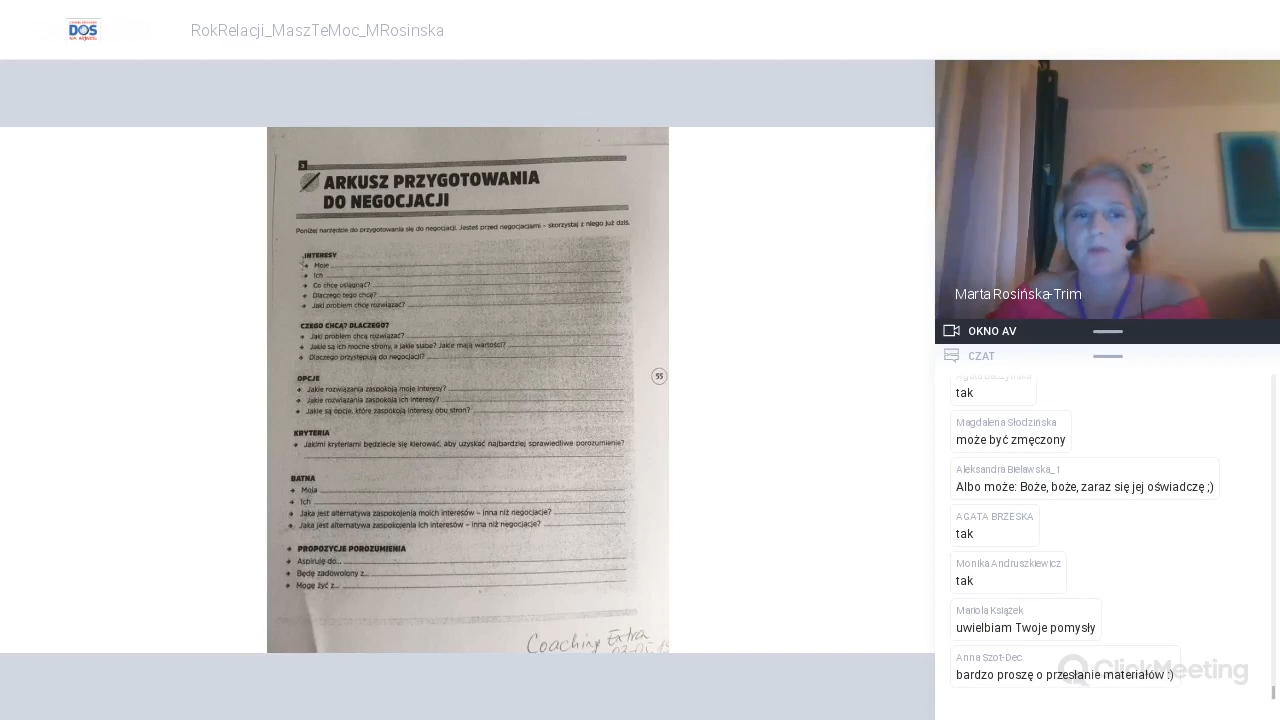 DOS
RokRelacji_MaszTeMoc_MRosinska
3
ARKUSZ PRZYGOTOWANIA
DO NEGOCJACJI
Poniżej narzędzie do przygotowania się do negocjacji. Jesteś przed negocjacjami – skorzystaj z niego już dziś.
INTERESY
Moje
Ich
Co chcę osiągnąć?
Dlaczego tego chcę?
Jaki problem chcę rozwiązać?
CZEGO CHCĄ? DLACZEGO?
Jaki problem chcą rozwiązać?
Jakie są ich mocne strony, a jakie słabe? Jakie mają wartości?
Dlaczego przystępują do negocjacji?
OPCJE
Jakie rozwiązania zaspokoją moje interesy?
Jakie rozwiązania zaspokoją ich interesy?
Jakie są opcje, które zaspokoją interesy obu stron?
55
KRYTERIA
Jakimi kryteriami będziecie się kierować, aby uzyskać najbardziej sprawiedliwe porozumienie?
BATNA
Moja
Ich
Jaka jest alternatywa zaspokojenia moich interesów – inna niż negocjacje?
Jaka jest alternatywa zaspokojenia ich interesów – inna niż negocjacje?
PROPOZYCJE POROZUMIENIA
Aspiruję do...
Będę zadowolony z...
Mogę żyć z...
Coaching Extra
Marta Rosińska-Trim
OKNO AV
CZAT
tak
Magdalena Słodzińska
może być zmęczony
Aleksandra Bielawska_1
Albo może: Boże, boże, zaraz się jej oświadczę ;)
AGATA BRZESKA
tak
Monika Andruszkiewicz
tak
Mariola Książek
uwielbiam Twoje pomysły
Anna Szot-Dec
bardzo proszę o przesłanie materiałów :)
ClickMeeting